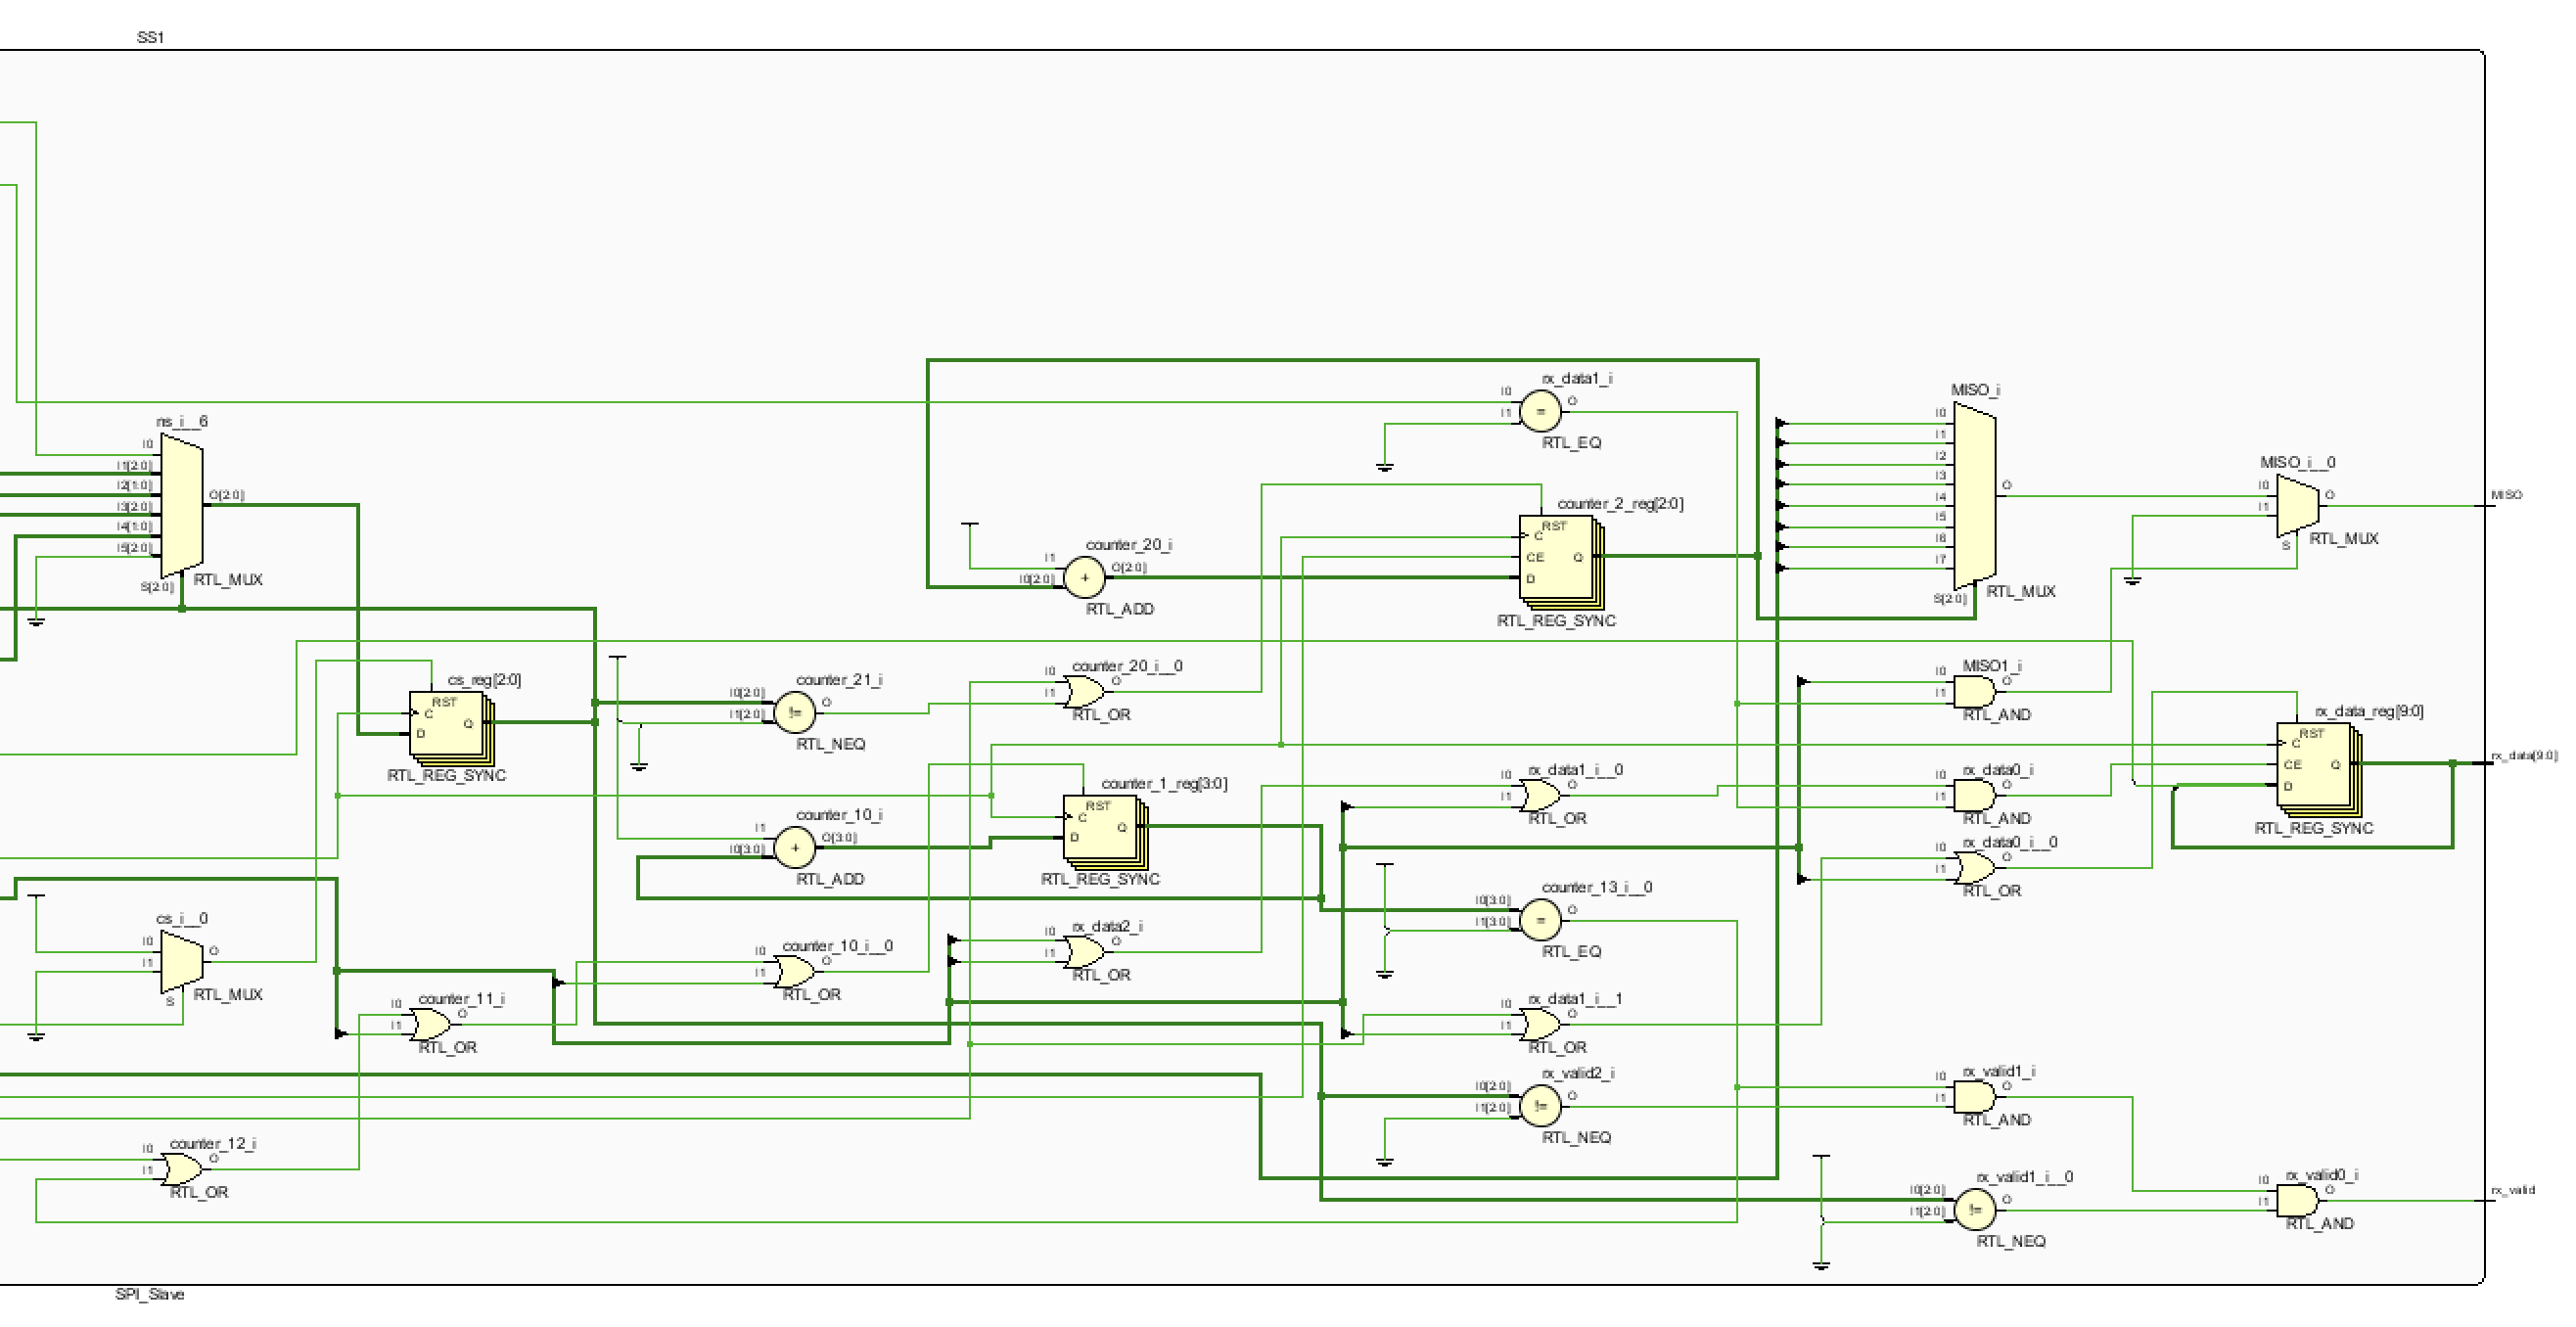 SS1
ns_i__6
I0
I1[2:0]
I2[1:0]
I3[2:0]
I4[1:0]
I5[2:0]
S[2:0]
O[2:0]
RTL_MUX
cs_reg[2:0]
RST
C
D
Q
RTL_REG_SYNC
cs_i__0
I0
I1
S
O
RTL_MUX
counter_11_i
I0
I1
O
RTL_OR
counter_12_i
I0
I1
O
RTL_OR
counter_21_i
I0[2:0]
I1[2:0]
O
!=
RTL_NEQ
counter_10_i
I1
I0[3:0]
O[3:0]
+
RTL_ADD
counter_10_i__0
I0
I1
O
RTL_OR
counter_20_i
I1
I0[2:0]
O[2:0]
+
RTL_ADD
counter_20_i__0
I0
I1
O
RTL_OR
counter_1_reg[3:0]
RST
C
D
Q
RTL_REG_SYNC
rx_data2_i
I0
I1
O
RTL_OR
rx_data1_i
I0
I1
O
=
RTL_EQ
counter_2_reg[2:0]
RST
C
CE
D
Q
RTL_REG_SYNC
rx_data1_i__0
I0
I1
O
RTL_OR
counter_13_i__0
I0[3:0]
I1[3:0]
O
=
RTL_EQ
rx_data1_i__1
I0
I1
O
RTL_OR
rx_valid2_i
I0[2:0]
I1[2:0]
O
!=
RTL_NEQ
MISO_i
I0
I1
I2
I3
I4
I5
I6
I7
S[2:0]
O
RTL_MUX
MISO1_i
I0
I1
O
RTL_AND
rx_data0_i
I0
I1
O
RTL_AND
rx_data0_i__0
I0
I1
O
RTL_OR
rx_valid1_i
I0
I1
O
RTL_AND
rx_valid1_i__0
I0[2:0]
I1[2:0]
O
!=
RTL_NEQ
MISO_i__0
I0
I1
S
O
RTL_MUX
rx_data_reg[9:0]
RST
C
CE
D
Q
RTL_REG_SYNC
rx_valid0_i
I0
I1
O
RTL_AND
MISO
rx_data[9:0]
rx_valid
SPI_Slave